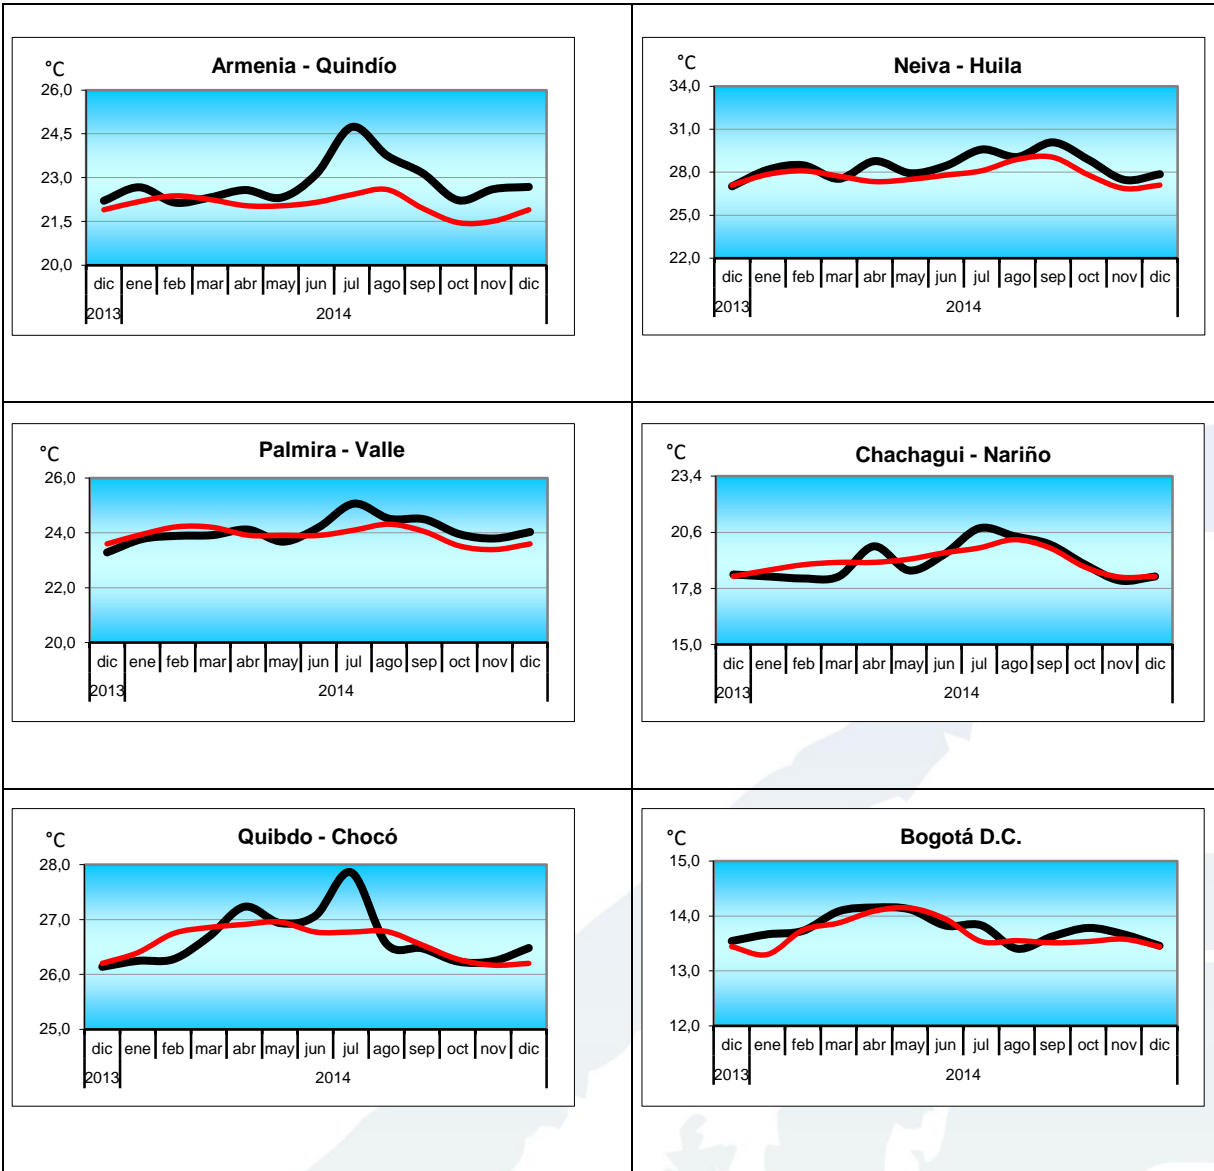 °C
Armenia - Quindío
26,0
24,5
23,0
21,5
20,0
dic ene feb mar abr may jun jul ago sep oct nov dic
2013 2014
°C
Neiva - Huila
34,0
31,0
28,0
25,0
22,0
dic ene feb mar abr may jun jul ago sep oct nov dic
2013 2014
°C
Palmira - Valle
26,0
24,0
22,0
20,0
dic ene feb mar abr may jun jul ago sep oct nov dic
2013 2014
°C
Chachagui - Nariño
23,4
20,6
17,8
15,0
dic ene feb mar abr may jun jul ago sep oct nov dic
2013 2014
°C
Quibdo - Chocó
28,0
27,0
26,0
25,0
dic ene feb mar abr may jun jul ago sep oct nov dic
2013 2014
°C
Bogotá D.C.
15,0
14,0
13,0
12,0
dic ene feb mar abr may jun jul ago sep oct nov dic
2013 2014